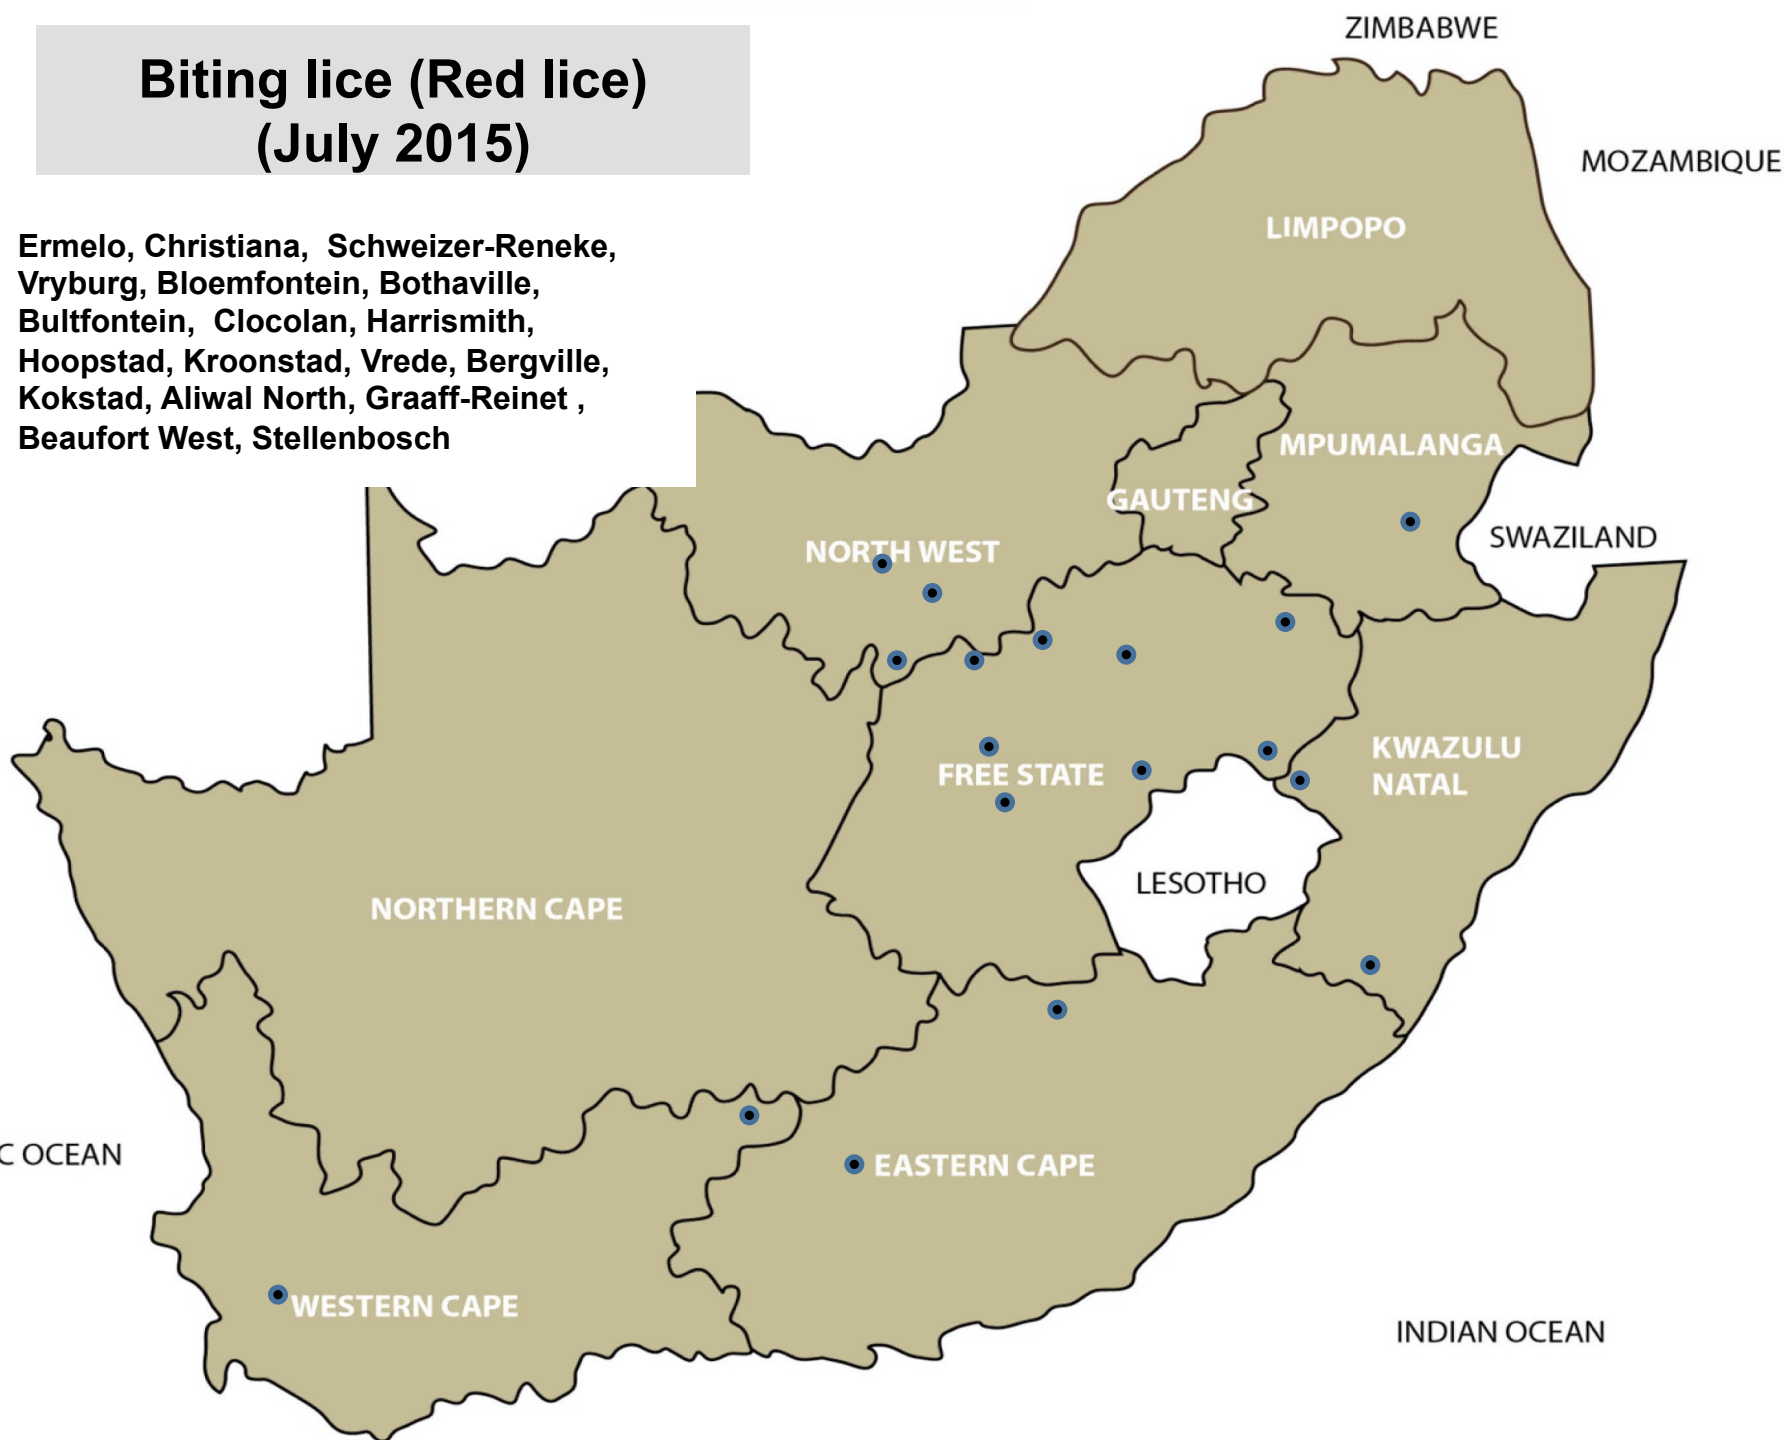 Biting lice (Red lice)
(July 2015)
Ermelo, Christiana,  Schweizer-Reneke,
Vryburg, Bloemfontein, Bothaville,
Bultfontein,  Clocolan, Harrismith,
Hoopstad, Kroonstad, Vrede, Bergville,
Kokstad, Aliwal North, Graaff-Reinet ,
Beaufort West, Stellenbosch
ZIMBABWE
MOZAMBIQUE
LIMPOPO
MPUMALANGA
GAUTENG
SWAZILAND
NORTH WEST
KWAZULU
NATAL
FREE STATE
LESOTHO
NORTHERN CAPE
C OCEAN
EASTERN CAPE
WESTERN CAPE
INDIAN OCEAN